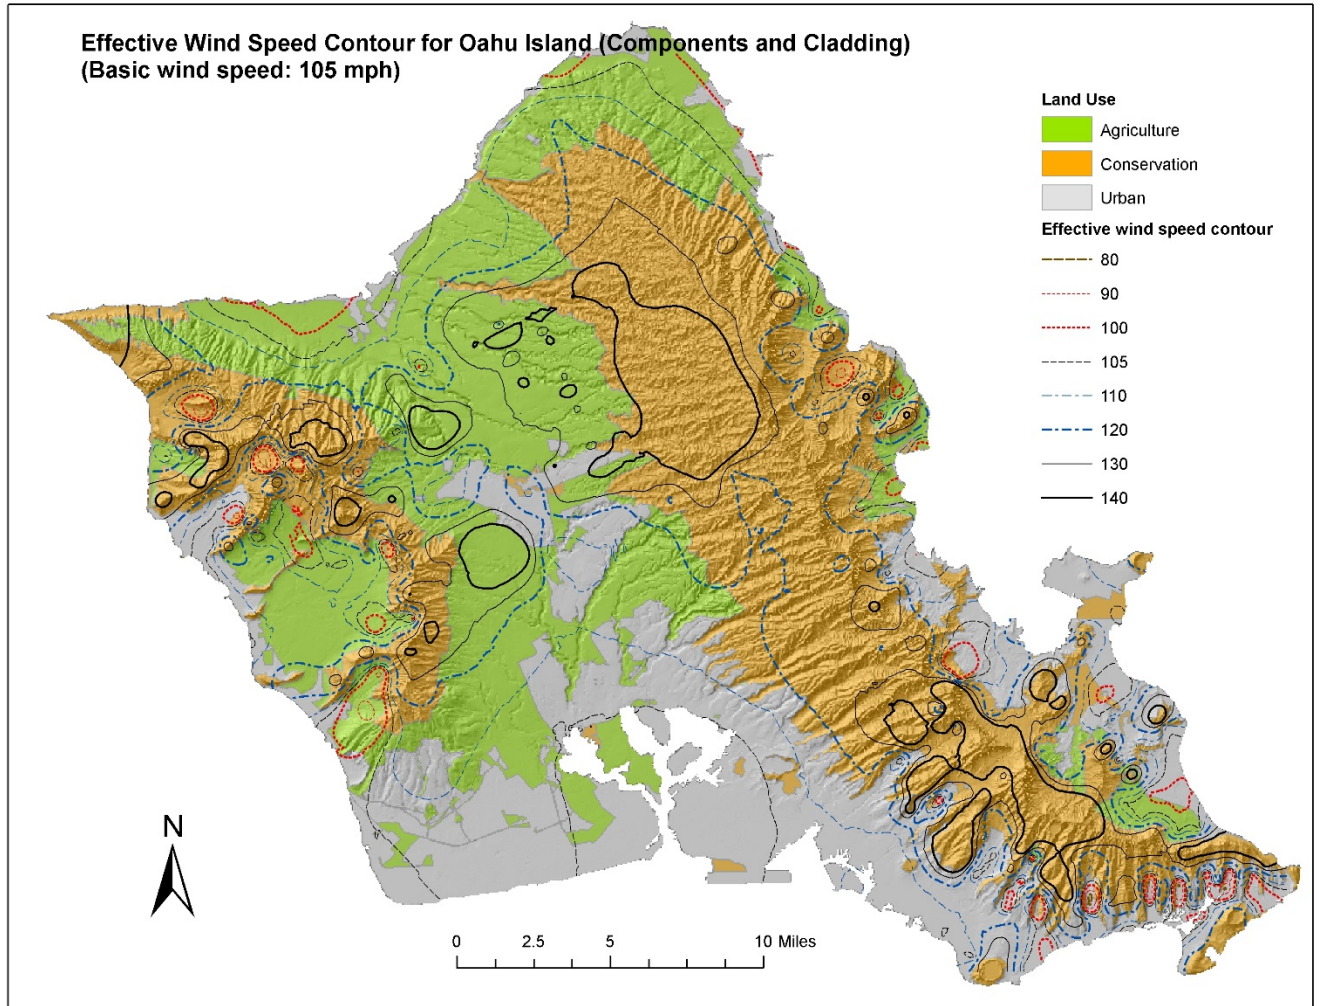 Effective Wind Speed Contour for Oahu Island (Components and Cladding)
(Basic wind speed: 105 mph)
Land Use
Agriculture
Conservation
Urban
Effective wind speed contour
80
90
100
105
110
120
130
140
N
0 2.5 5 10 Miles